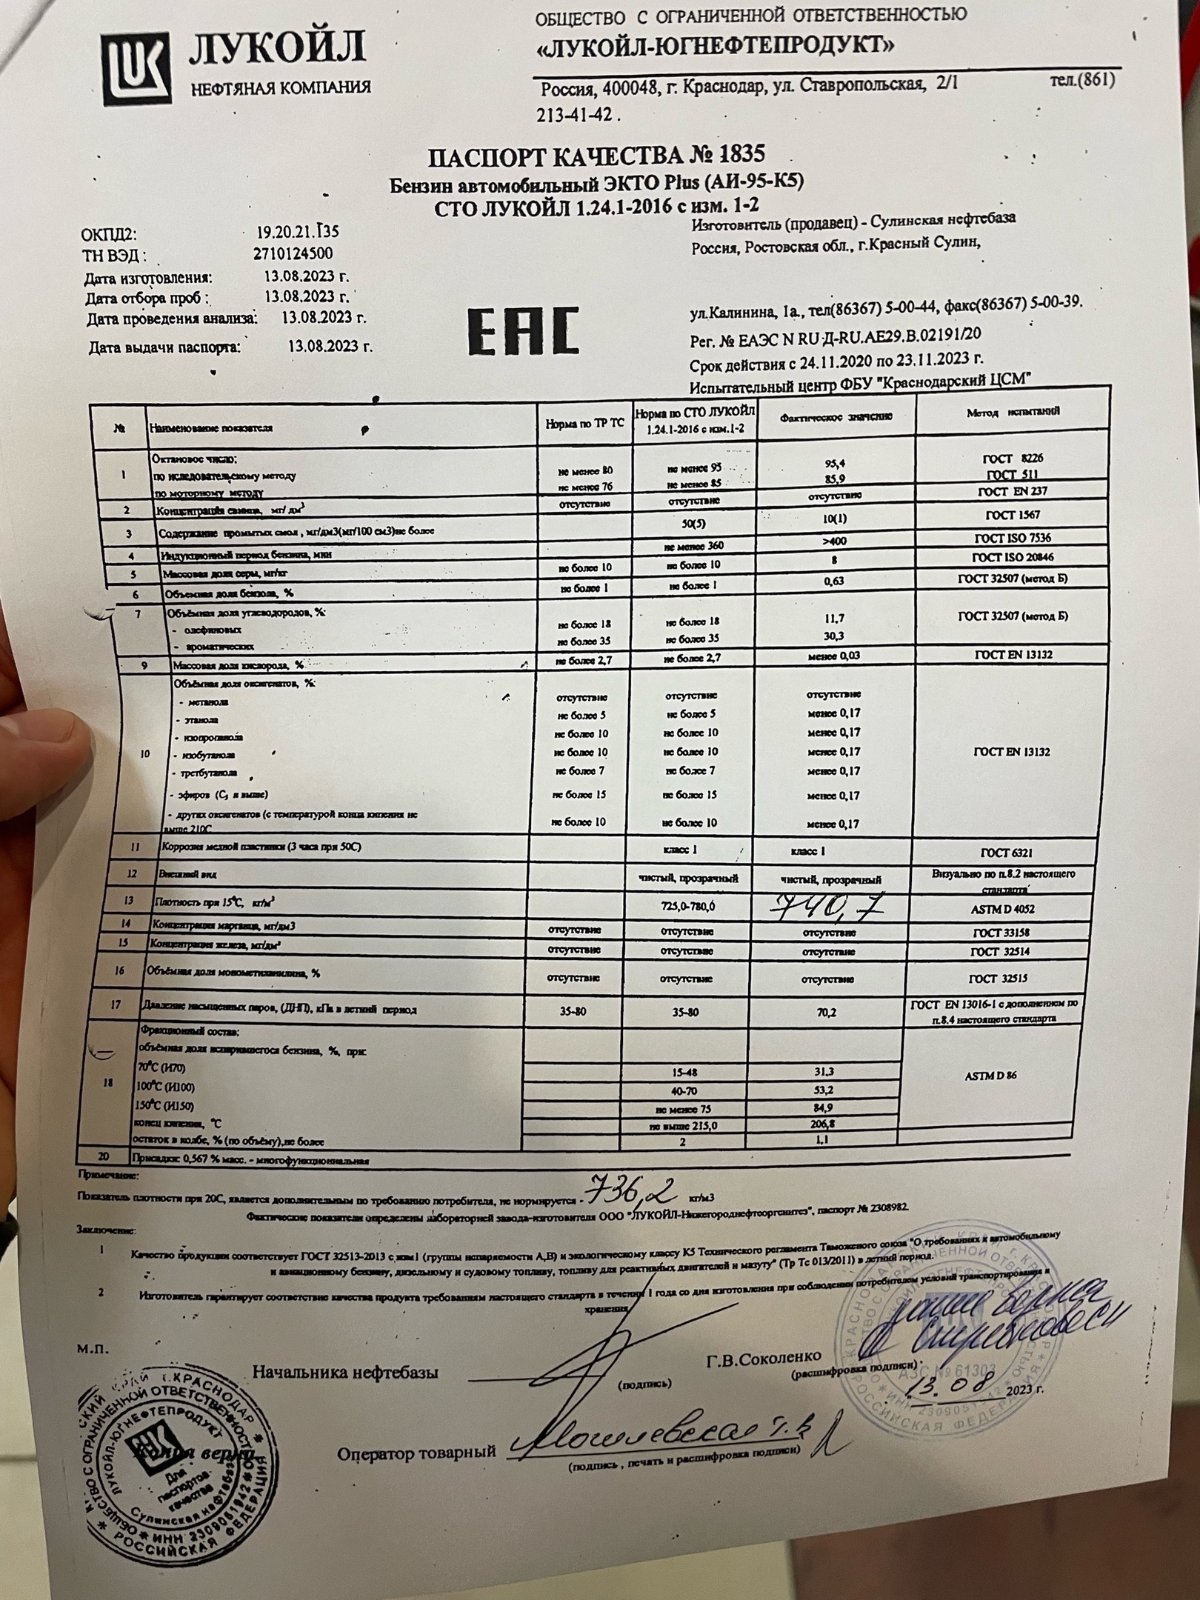 ЛУКОЙЛ
НЕФТЯНАЯ КОМПАНИЯ
ОБЩЕСТВО С ОГРАНИЧЕННОЙ ОТВЕТСТВЕННОСТЬЮ
«ЛУКОЙЛ-ЮГНЕФТЕПРОДУКТ»
Россия, 400048, г. Краснодар, ул. Ставропольская, 2/1 тел.(861)
213-41-42 .
ПАСПОРТ КАЧЕСТВА № 1835
Бензин автомобильный ЭКТО Plus (АИ-95-К5)
СТО ЛУКОЙЛ 1.24.1-2016 с изм. 1-2
ОКПД2: 19.20.21.135
ТН ВЭД : 2710124500
Дата изготовления: 13.08.2023 г.
Дата отбора проб : 13.08.2023 г.
Дата проведения анализа: 13.08.2023 г.
Дата выдачи паспорта: 13.08.2023 г.
EAC
Изготовитель (продавец) - Сулинская нефтебаза
Россия, Ростовская обл., г.Красный Сулин,
ул.Калинина, 1а., тел(86367) 5-00-44, факс(86367) 5-00-39.
Рег. № ЕАЭС N RU Д-RU.АЕ29.В.02191/20
Срок действия с 24.11.2020 по 23.11.2023 г.
Испытательный центр ФБУ "Краснодарский ЦСМ"
№ Наименование показателя Норма по ТР ТС Норма по СТО ЛУКОЙЛ 1.24.1-2016 с изм.1-2 Фактическое значение Метод испытаний
1 Октановое число:
по иследовательскому методу не менее 80 не менее 95 95,4 ГОСТ 8226
по моторному методу не менее 76 не менее 85 85,9 ГОСТ 511
2 Концентрация свинца, мг/ дм³ отсутствие отсутствие отсутствие ГОСТ EN 237
3 Содержание промытых смол , мг/дм3(мг/100 см3)не более 50(5) 10(1) ГОСТ 1567
4 Индукционный период бензина, мин не менее 360 >400 ГОСТ ISO 7536
5 Массовая доля серы, мг/кг не более 10 не более 10 8 ГОСТ ISO 20846
6 Объемная доля бензола, % не более 1 не более 1 0,63 ГОСТ 32507 (метод Б)
7 Объёмная доля углеводородов, %:
- олефиновых не более 18 не более 18 11,7 ГОСТ 32507 (метод Б)
- ароматических не более 35 не более 35 30,3
9 Массовая доля кислорода, % не более 2,7 не более 2,7 менее 0,03 ГОСТ EN 13132
10 Объёмная доля оксигенатов, %:
- метанола отсутствие отсутствие отсутствие
- этанола не более 5 не более 5 менее 0,17
- изопропанола не более 10 не более 10 менее 0,17
- изобутанола не более 10 не более 10 менее 0,17 ГОСТ EN 13132
- третбутанола не более 7 не более 7 менее 0,17
- эфиров (С5 и выше) не более 15 не более 15 менее 0,17
- других оксигенатов (с температурой конца кипения не
выше 210С не более 10 не более 10 менее 0,17
11 Коррозия медной пластинки (3 часа при 50С) класс 1 класс 1 ГОСТ 6321
12 Внешний вид чистый, прозрачный чистый, прозрачный Визуально по п.8.2 настоящего стандарта
13 Плотность при 15⁰С, кг/м³ 725,0-780,0 740,7 ASTM D 4052
14 Концентрация марганца, мг/дм3 отсутствие отсутствие отсутствие ГОСТ 33158
15 Концентрация железа, мг/дм³ отсутствие отсутствие отсутствие ГОСТ 32514
16 Объёмная доля монометиланилина, % отсутствие отсутствие отсутствие ГОСТ 32515
17 Давление насыщенных паров, (ДНП), кПа в летний период 35-80 35-80 70,2 ГОСТ EN 13016-1 с дополнением по п.8.4 настоящего стандарта
18 Фракционный состав:
объёмная доля испарившегося бензина, %, при:
70⁰С (И70) 15-48 31.3
100⁰С (И100) 40-70 53,2 ASTM D 86
150⁰С (И150) не менее 75 84,9
конец кипения, °С не выше 215,0 206,8
остаток в колбе, % (по объёму),не более 2 1,1
20 Присадки: 0,567 % масс. - многофункциональная
Примечание:
Показатель плотности при 20С, является дополнительным по требованию потребителя, не нормируется - 736,2 кг/м3
Фактические показатели определены лабораторией завода-изготовителя ООО "ЛУКОЙЛ-Нижегороднефтеоргсинтез", паспорт № 2308982
Заключение:
1 Качество продукции соответствует ГОСТ 32513-2013 с изм1 (группы испаряемости А,В) и экологическому классу К5 Технического регламента Таможенного союза "О требованиях к автомобильному
и авиационному бензину, дизельному и судовому топливу, топливу для реактивных двигателей и мазуту" (Тр Тс 013/2011) в летний период.
2 Изготовитель гарантирует соответствие качества продукта требованиям настоящего стандарта в течении 1 года со дня изготовления при соблюдении потребителем условий транспортирования и
хранения.
М.П.
Начальника нефтебазы Г.В.Соколенко
(подпись) (расшифровка подписи)
13.08 2023 г.
АЗС № 61303
Оператор товарный Могилевская
(подпись , печать и расшифровка подписи)
Копия верна
ОБЩЕСТВО С ОГРАНИЧЕННОЙ ОТВЕТСТВЕННОСТЬЮ
ЛУКОЙЛ-ЮГНЕФТЕПРОДУКТ
Для
паспортов
качества
Сулинская нефтебаза
ИНН 2309051942
РОССИЙСКАЯ ФЕДЕРАЦИЯ